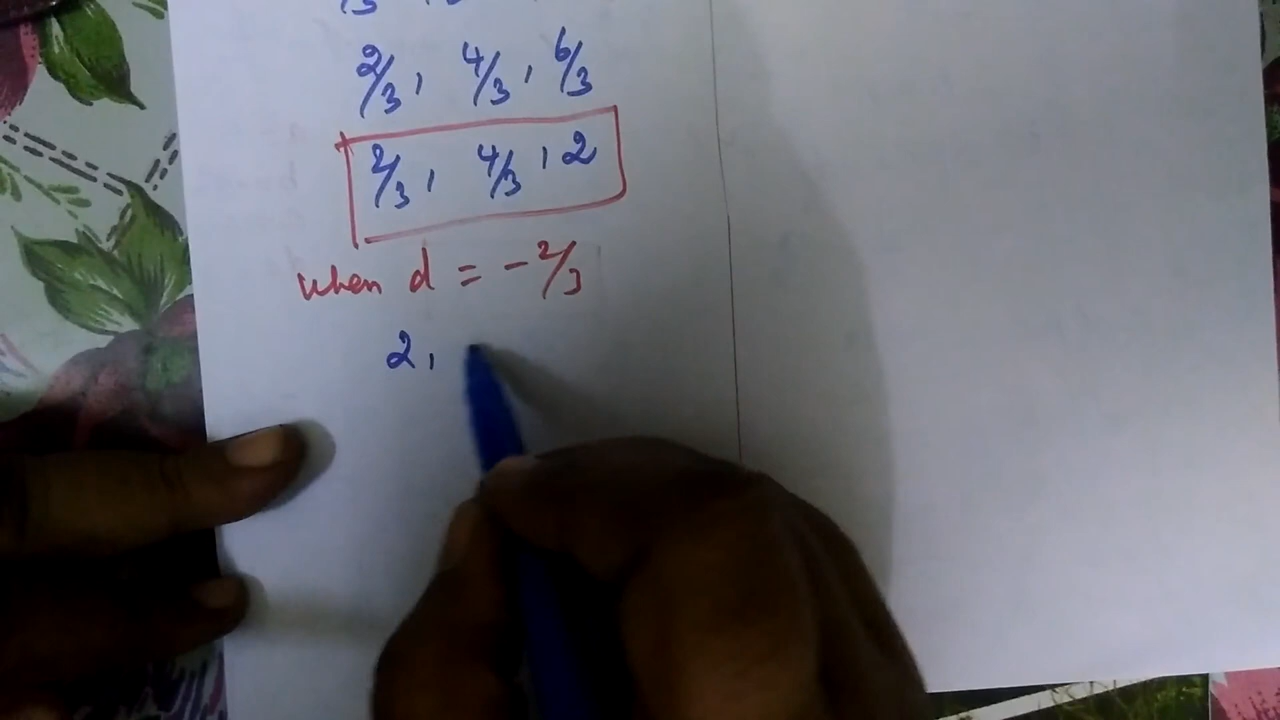 2/3, 4/3, 6/3
2/3, 4/3, 2
when d = -2/3
2,